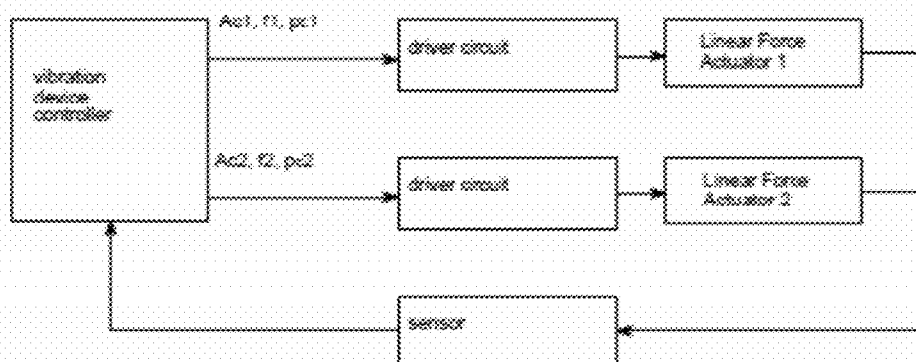 Ac1, f1, pc1
driver circuit
Linear Force
Actuator 1
vibration
device
controller
Ac2, f2, pc2
driver circuit
Linear Force
Actuator 2
sensor